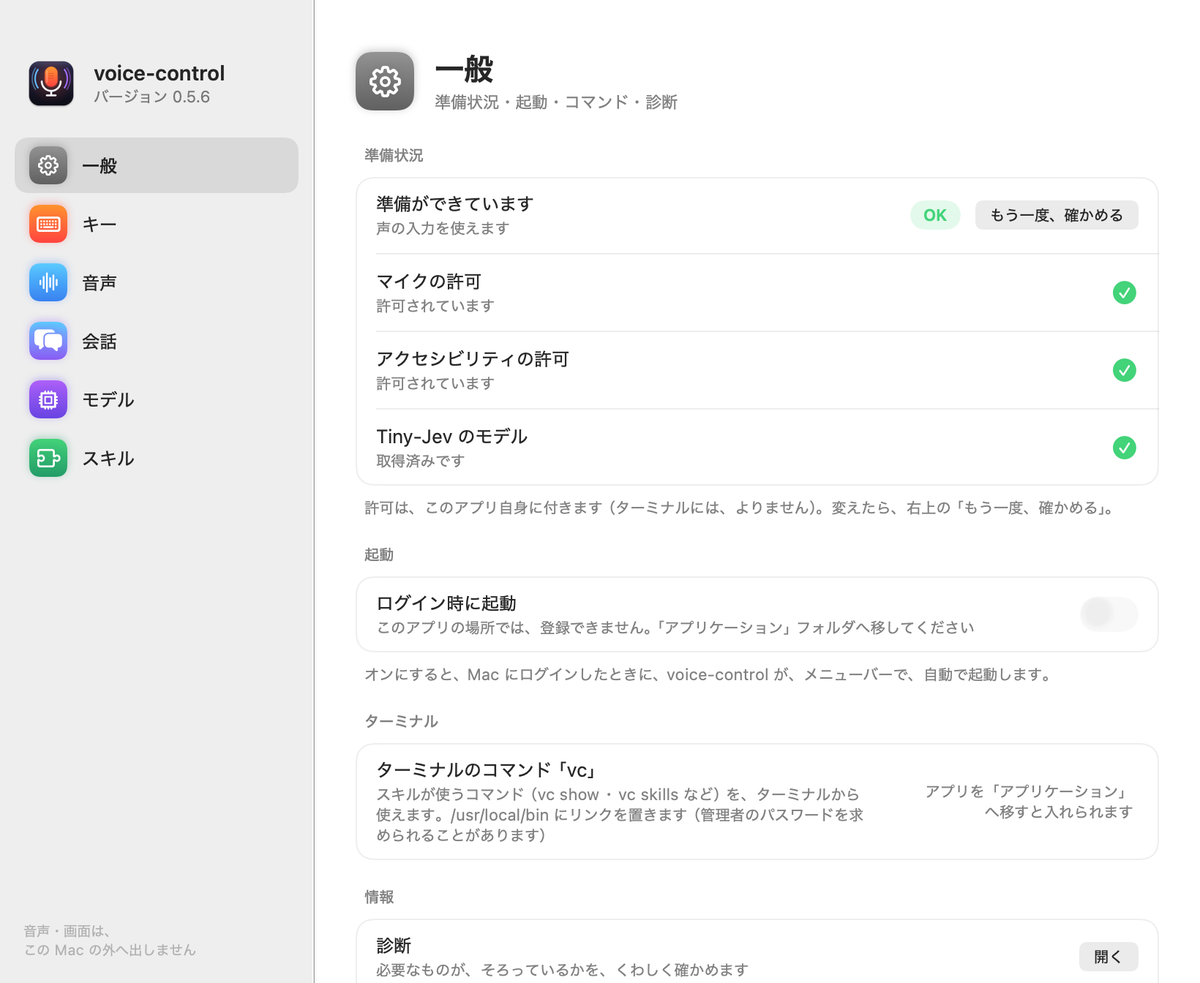 voice-control
バージョン 0.5.6
一般
キー
音声
会話
モデル
スキル
音声・画面は、
この Mac の外へ出しません
一般
準備状況・起動・コマンド・診断
準備状況
準備ができています
声の入力を使えます
OK
もう一度、確かめる
マイクの許可
許可されています
アクセシビリティの許可
許可されています
Tiny-Jev のモデル
取得済みです
許可は、このアプリ自身に付きます（ターミナルには、よりません）。変えたら、右上の「もう一度、確かめる」。
起動
ログイン時に起動
このアプリの場所では、登録できません。「アプリケーション」フォルダへ移してください
オンにすると、Mac にログインしたときに、voice-control が、メニューバーで、自動で起動します。
ターミナル
ターミナルのコマンド「vc」
スキルが使うコマンド（vc show・vc skills など）を、ターミナルから
使えます。/usr/local/bin にリンクを置きます（管理者のパスワードを求
められることがあります）
アプリを「アプリケーション」
へ移すと入れられます
情報
診断
必要なものが、そろっているかを、くわしく確かめます
開く